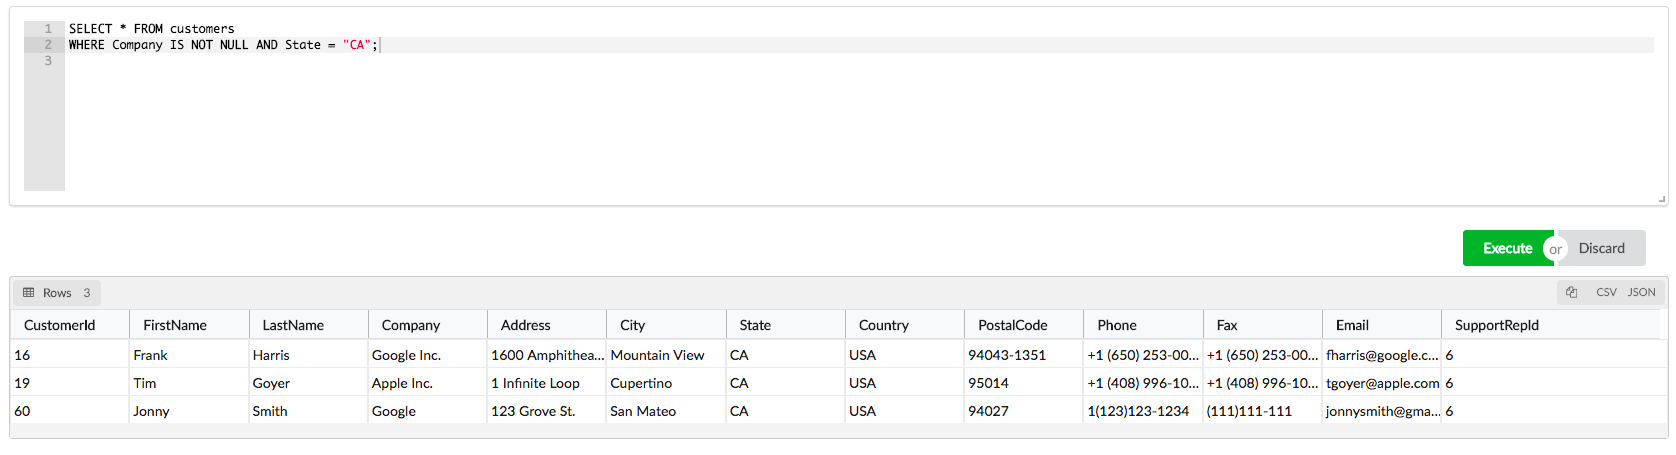 1 SELECT * FROM customers
2 WHERE Company IS NOT NULL AND State = "CA";
3
Execute or Discard
Rows 3 CSV JSON
CustomerId FirstName LastName Company Address City State Country PostalCode Phone Fax Email SupportRepId
16 Frank Harris Google Inc. 1600 Amphithea... Mountain View CA USA 94043-1351 +1 (650) 253-00... +1 (650) 253-00... fharris@google.c... 6
19 Tim Goyer Apple Inc. 1 Infinite Loop Cupertino CA USA 95014 +1 (408) 996-10... +1 (408) 996-10... tgoyer@apple.com 6
60 Jonny Smith Google 123 Grove St. San Mateo CA USA 94027 1(123)123-1234 (111)111-111 jonnysmith@gma... 6